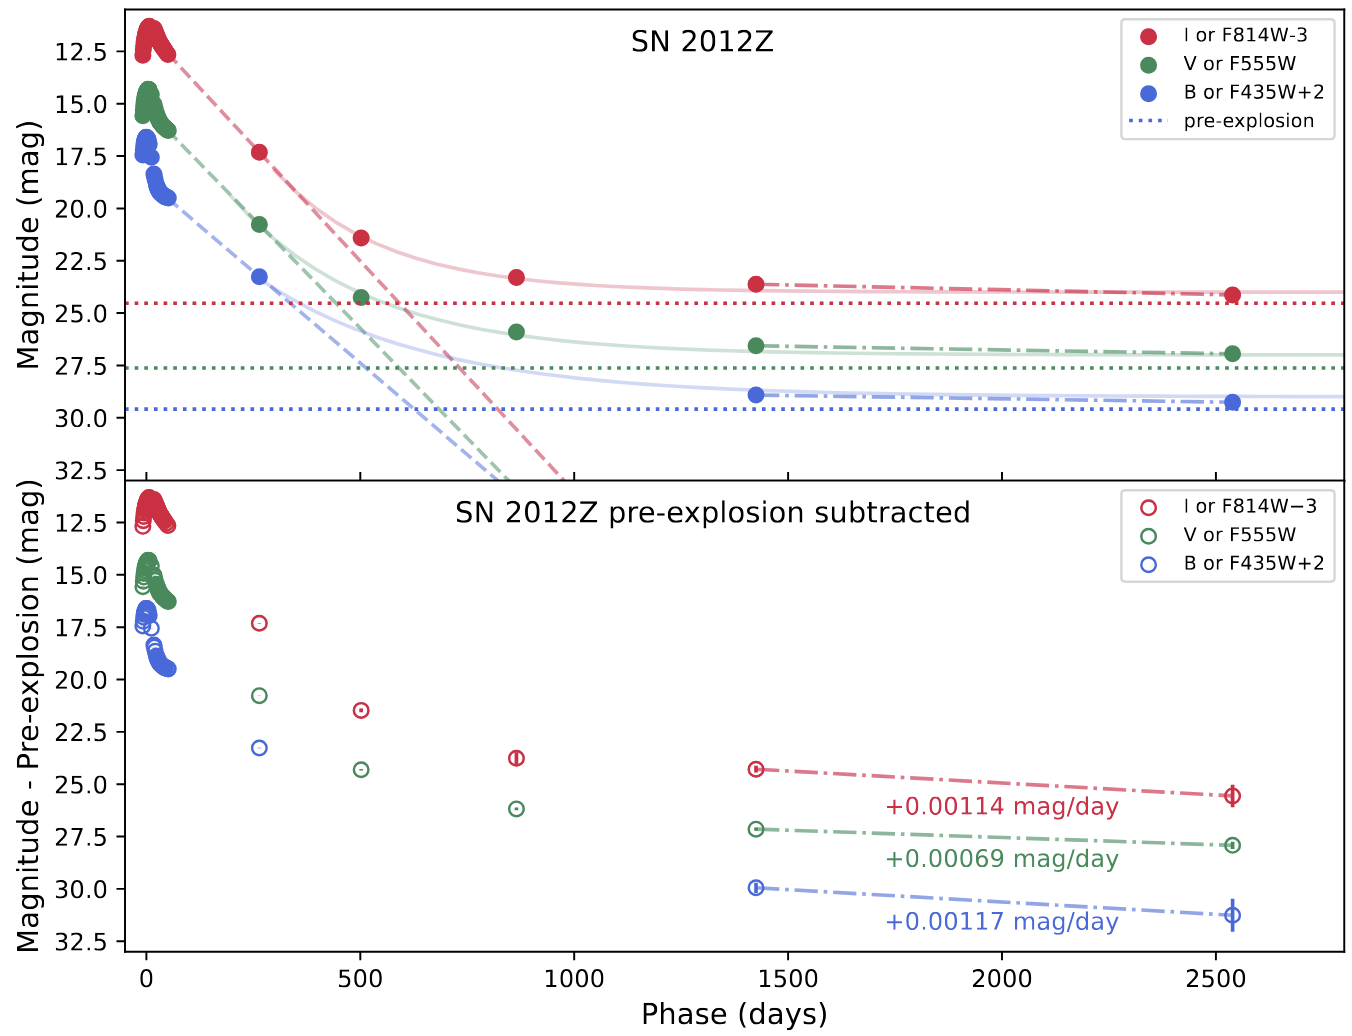 SN 2012Z
I or F814W-3
V or F555W
B or F435W+2
pre-explosion
Magnitude (mag)
12.5
15.0
17.5
20.0
22.5
25.0
27.5
30.0
32.5
SN 2012Z pre-explosion subtracted
I or F814W−3
V or F555W
B or F435W+2
Magnitude - Pre-explosion (mag)
12.5
15.0
17.5
20.0
22.5
25.0
27.5
30.0
32.5
+0.00114 mag/day
+0.00069 mag/day
+0.00117 mag/day
0 500 1000 1500 2000 2500
Phase (days)